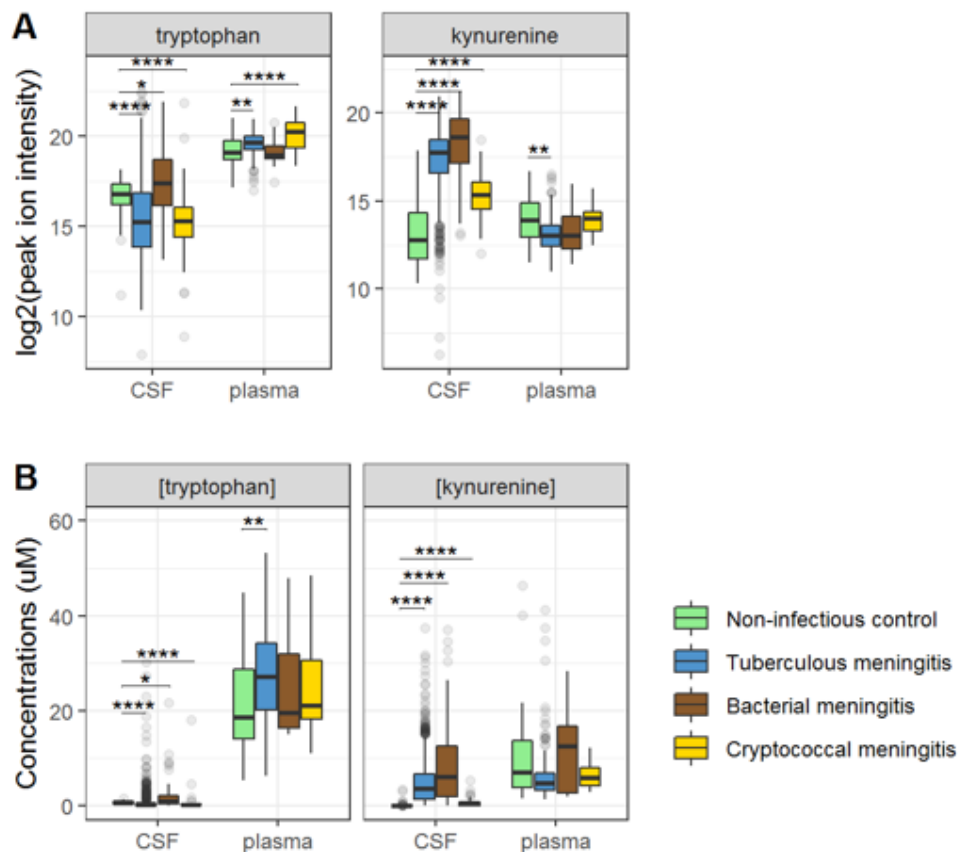 A
tryptophan
kynurenine
log2(peak ion intensity)
****
*
****
****
**
****
****
****
**
20
15
10
20
15
10
CSF
plasma
CSF
plasma
B
[tryptophan]
[kynurenine]
Concentrations (uM)
60
40
20
0
**
****
*
****
****
****
****
CSF
plasma
CSF
plasma
Non-infectious control
Tuberculous meningitis
Bacterial meningitis
Cryptococcal meningitis